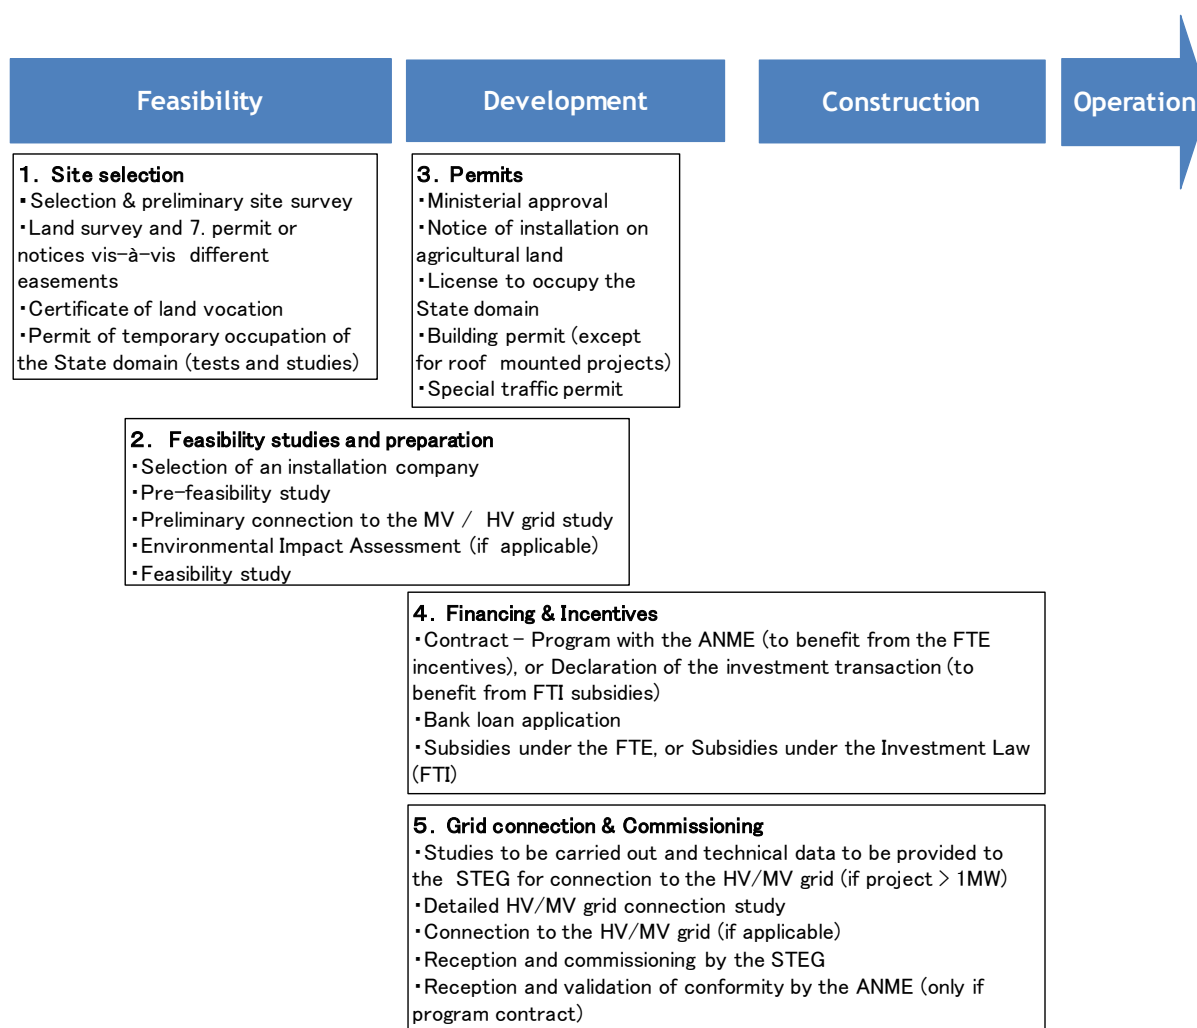 Feasibility
Development
Construction
Operation
1. Site selection
▪Selection & preliminary site survey
・Land survey and 7. permit or
notices vis-à-vis different
easements
・Certificate of land vocation
・Permit of temporary occupation of
the State domain (tests and studies)
3. Permits
・Ministerial approval
・Notice of installation on
agricultural land
・License to occupy the
State domain
・Building permit (except
for roof mounted projects)
・Special traffic permit
2. Feasibility studies and preparation
・Selection of an installation company
・Pre-feasibility study
・Preliminary connection to the MV / HV grid study
・Environmental Impact Assessment (if applicable)
・Feasibility study
4. Financing & Incentives
・Contract - Program with the ANME (to benefit from the FTE
incentives), or Declaration of the investment transaction (to
benefit from FTI subsidies)
・Bank loan application
・Subsidies under the FTE, or Subsidies under the Investment Law
(FTI)
5. Grid connection & Commissioning
・Studies to be carried out and technical data to be provided to
the STEG for connection to the HV/MV grid (if project > 1MW)
・Detailed HV/MV grid connection study
・Connection to the HV/MV grid (if applicable)
・Reception and commissioning by the STEG
・Reception and validation of conformity by the ANME (only if
program contract)